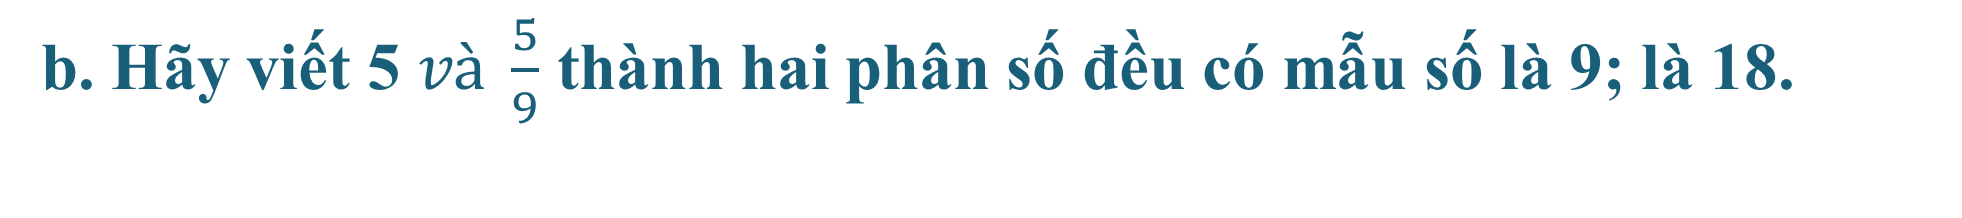 b. Hãy viết 5 và 5/9 thành hai phân số đều có mẫu số là 9; là 18.